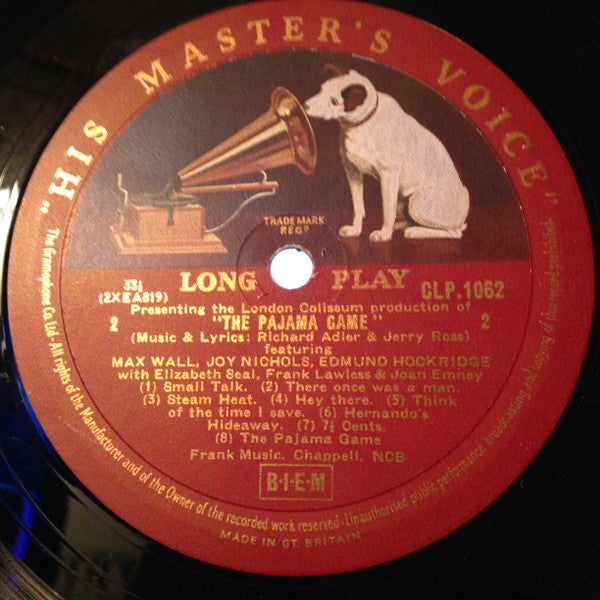 "HIS MASTER'S VOICE"
TRADE MARK
REGD
33⅓
(2XEA819)
LONG PLAY
CLP.1062
Presenting the London Coliseum production of
2
"THE PAJAMA GAME"
2
(Music & Lyrics: Richard Adler & Jerry Ross)
featuring
MAX WALL, JOY NICHOLS, EDMUND HOCKRIDGE
with Elizabeth Seal, Frank Lawless & Joan Emney
(1) Small Talk. (2) There once was a man.
(3) Steam Heat. (4) Hey there. (5) Think
of the time I save. (6) Hernando's
Hideaway. (7) 7½ Cents.
(8) The Pajama Game
Frank Music. Chappell. NCB
B·I·E·M
The Gramophone Co Ltd·All rights of the Manufacturer and of the Owner of the recorded work reserved·Unauthorised public performance, broadcasting and copying of this record prohibited·
MADE IN GT. BRITAIN